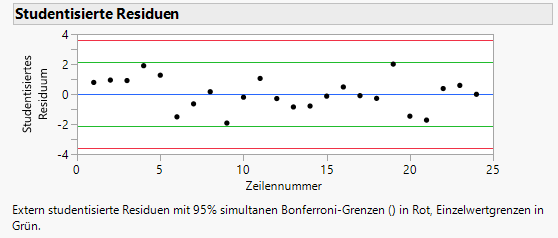 Studentisierte Residuen
Studentisiertes
Residuum
4
2
0
-2
-4
0
5
10
15
20
25
Zeilennummer
Extern studentisierte Residuen mit 95% simultanen Bonferroni-Grenzen () in Rot, Einzelwertgrenzen in
Grün.